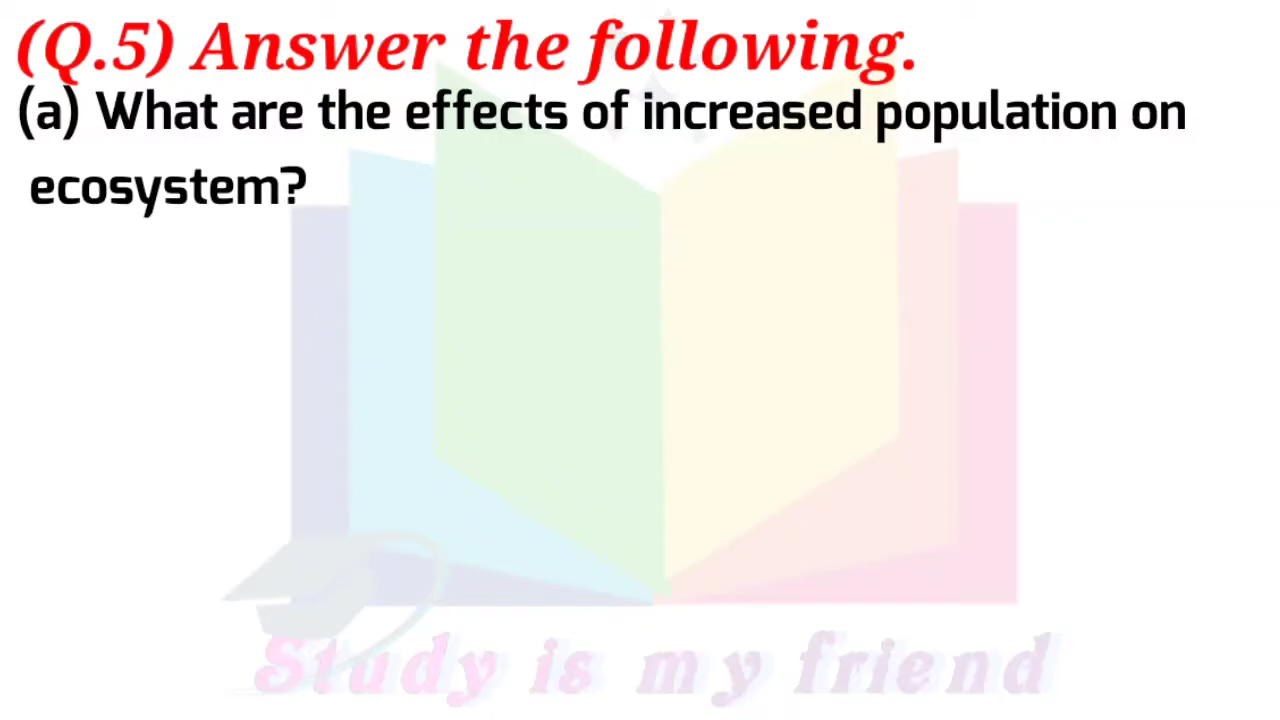 (Q.5) Answer the following.
(a) What are the effects of increased population on
ecosystem?
Study is my friend